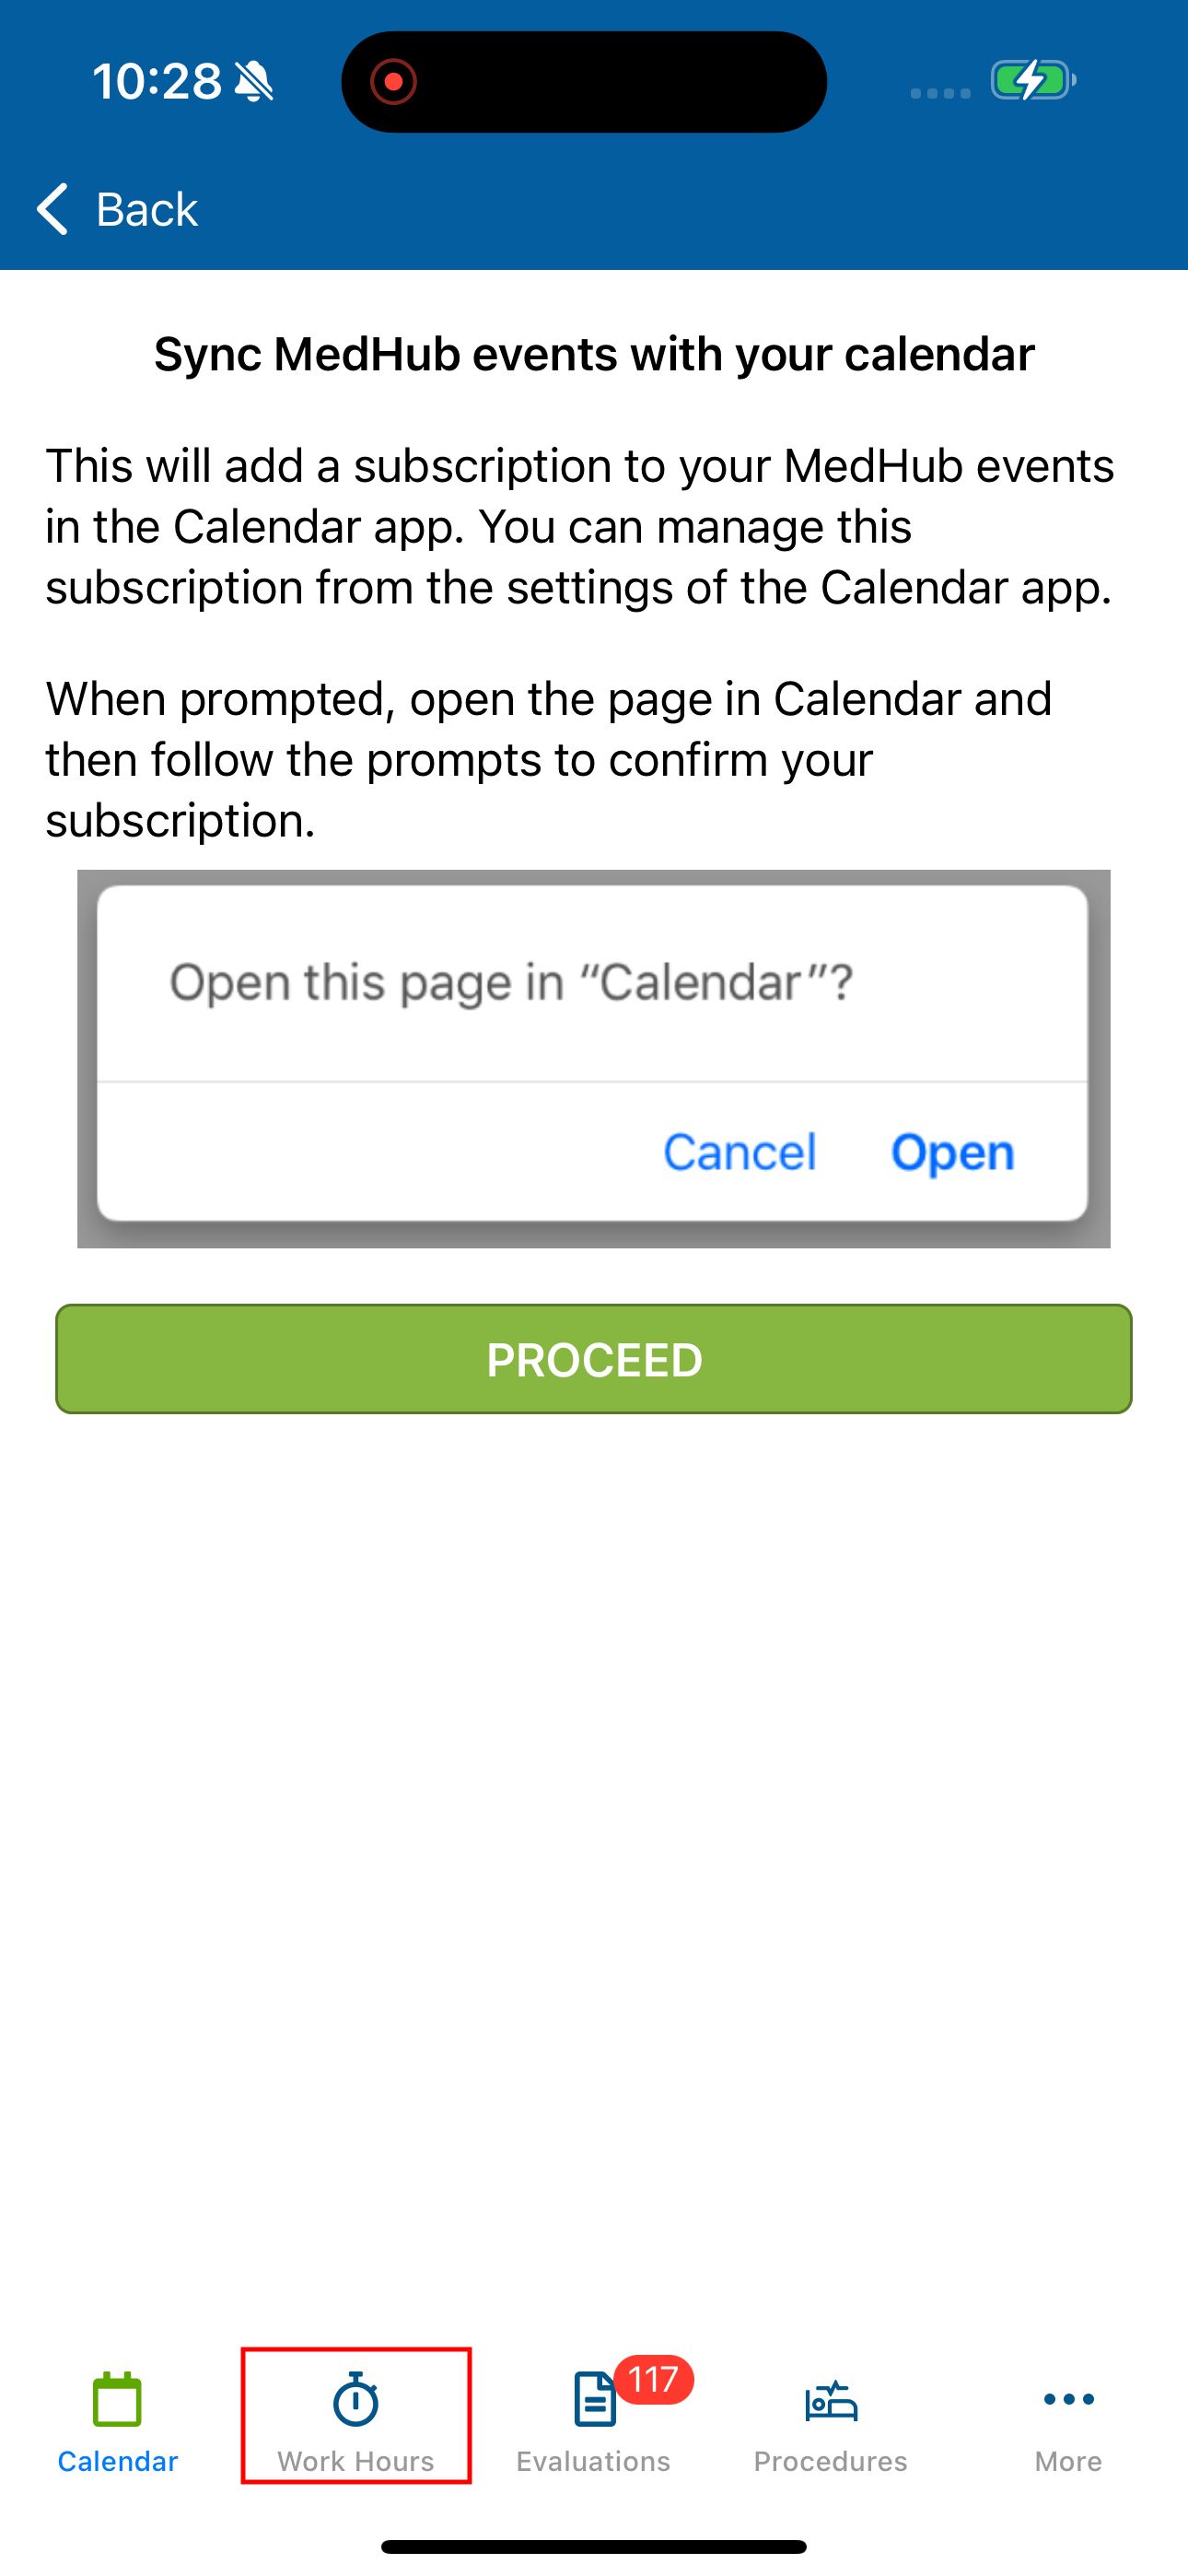 10:28
Back
Sync MedHub events with your calendar
This will add a subscription to your MedHub events
in the Calendar app. You can manage this
subscription from the settings of the Calendar app.
When prompted, open the page in Calendar and
then follow the prompts to confirm your
subscription.
Open this page in “Calendar”?
Cancel Open
PROCEED
117
Calendar Work Hours Evaluations Procedures More